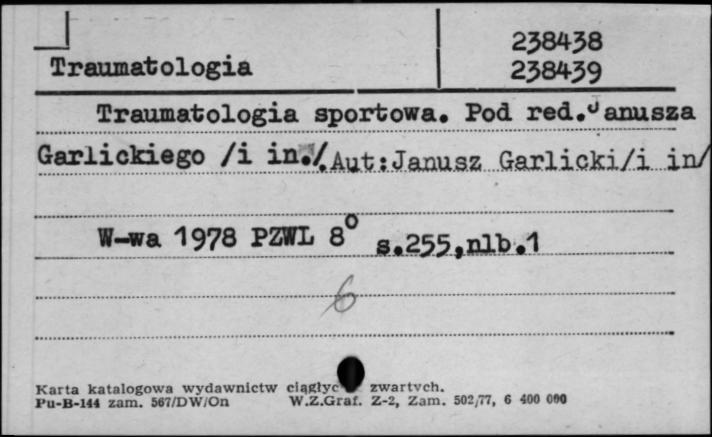 238438
Traumatologia 238439
Traumatologia sportowa. Pod red. Janusza
Garlickiego /i in./. Aut: Janusz Garlicki/i in/
W-wa 1978 PZWL 8° s.255,nlb.1
6
Karta katalogowa wydawnictw zwartych.
Pu-B-144 zam. 567/DW/On W.Z.Graf. Z-2, Zam. 502/77, 6 400 000